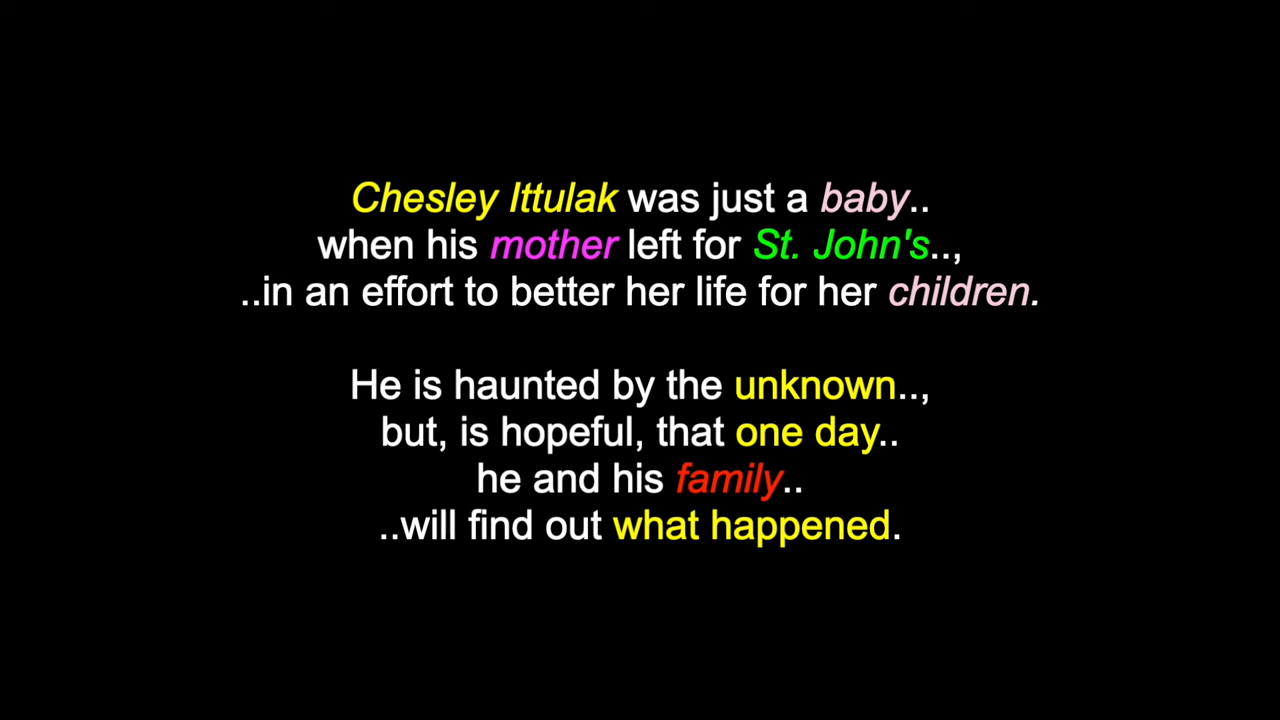 Chesley Ittulak was just a baby..
when his mother left for St. John's..,
..in an effort to better her life for her children.
He is haunted by the unknown..,
but, is hopeful, that one day..
he and his family..
..will find out what happened.